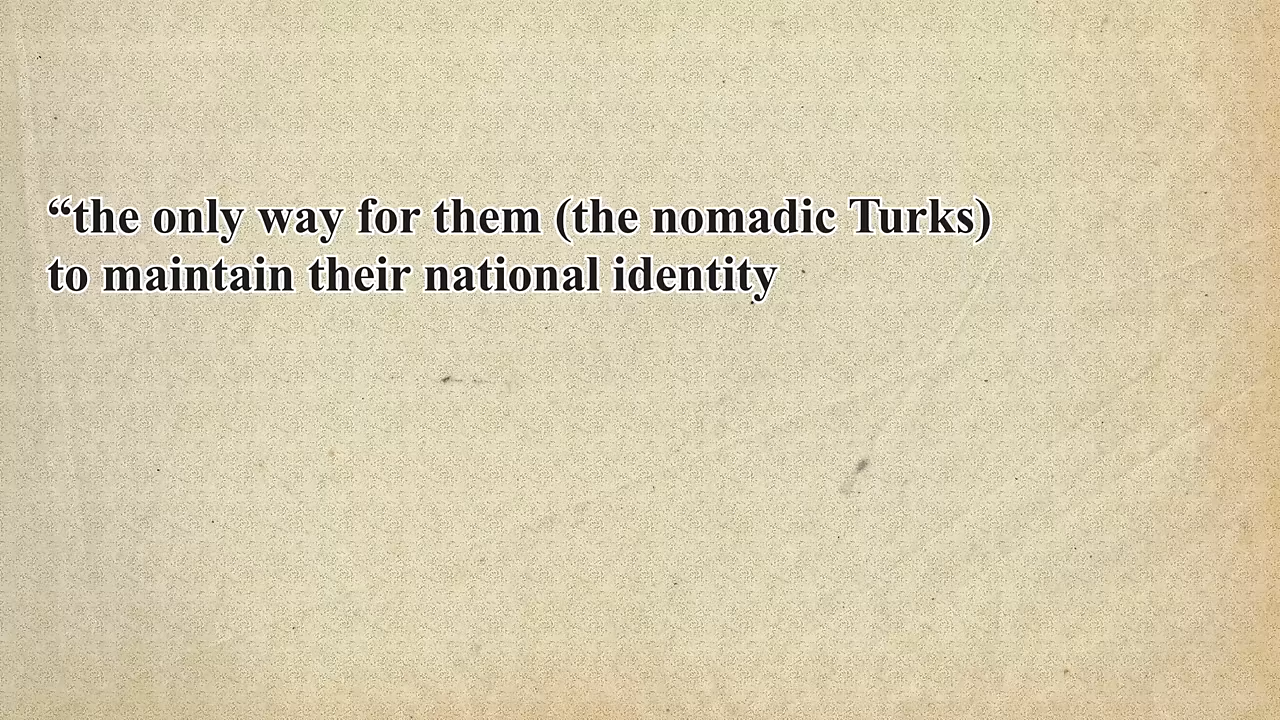 “the only way for them (the nomadic Turks)
to maintain their national identity